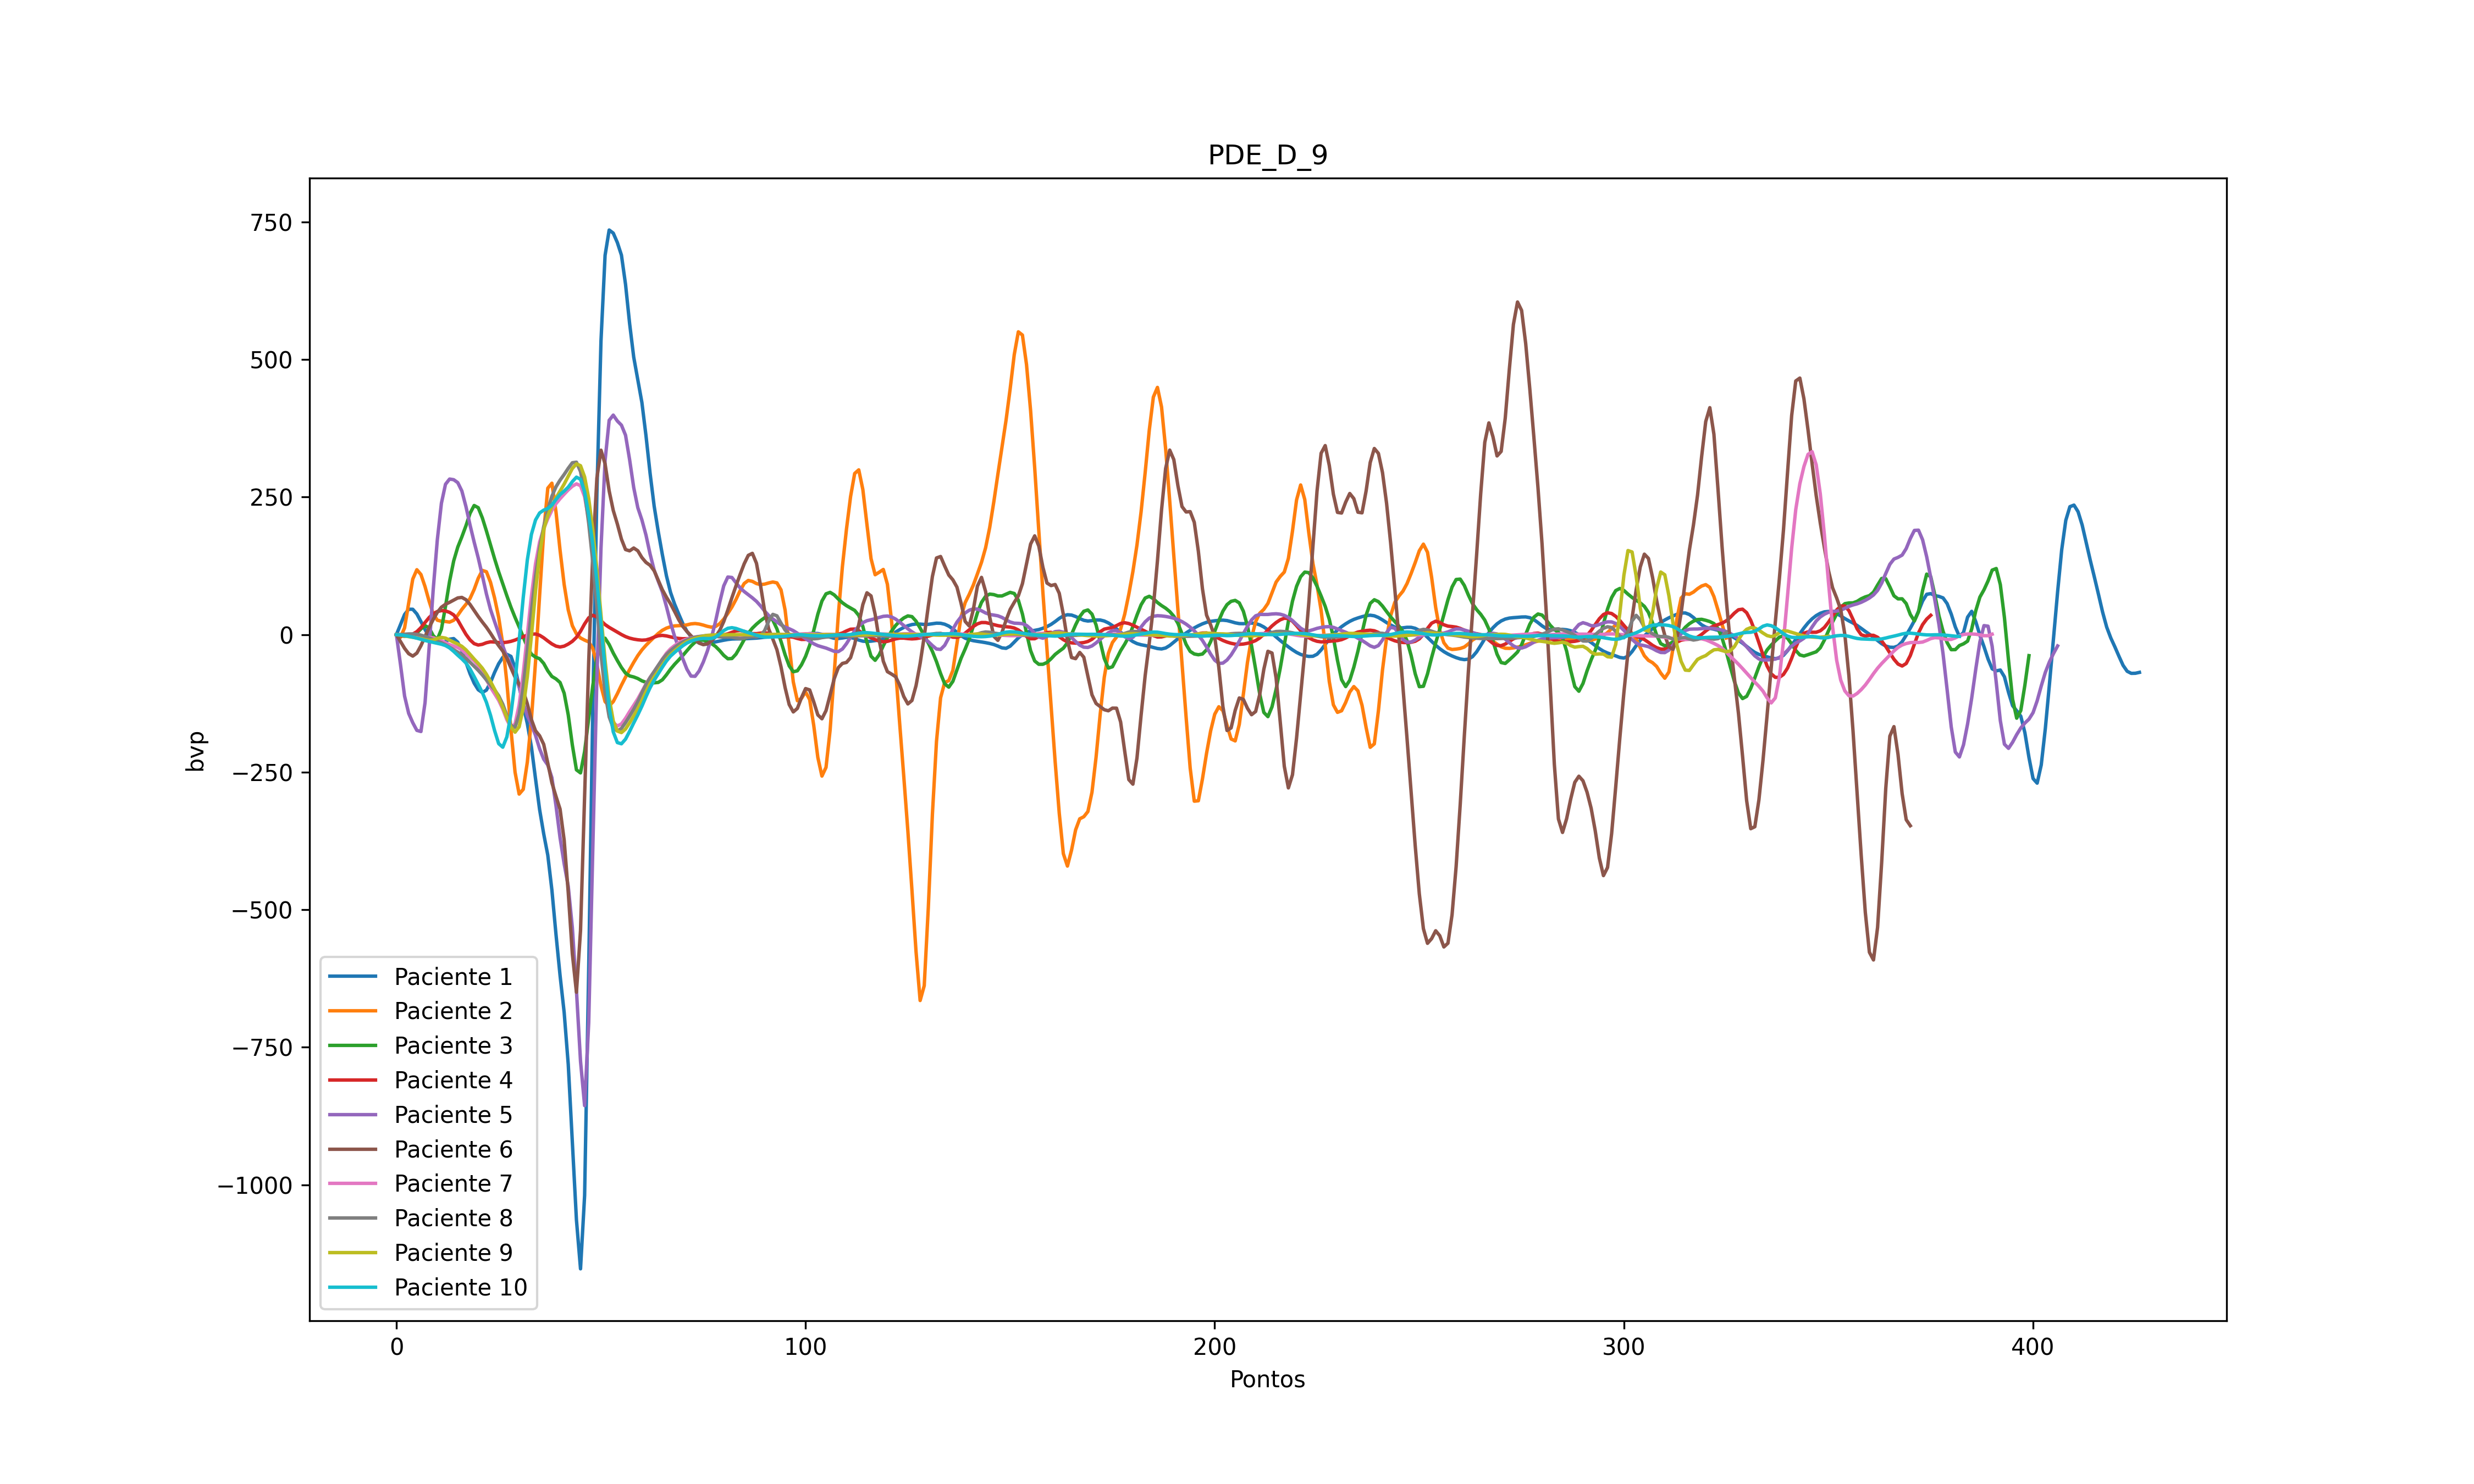 PDE_D_9
750
500
250
0
−250
−500
−750
−1000
bvp
0 100 200 300 400
Pontos
Paciente 1
Paciente 2
Paciente 3
Paciente 4
Paciente 5
Paciente 6
Paciente 7
Paciente 8
Paciente 9
Paciente 10